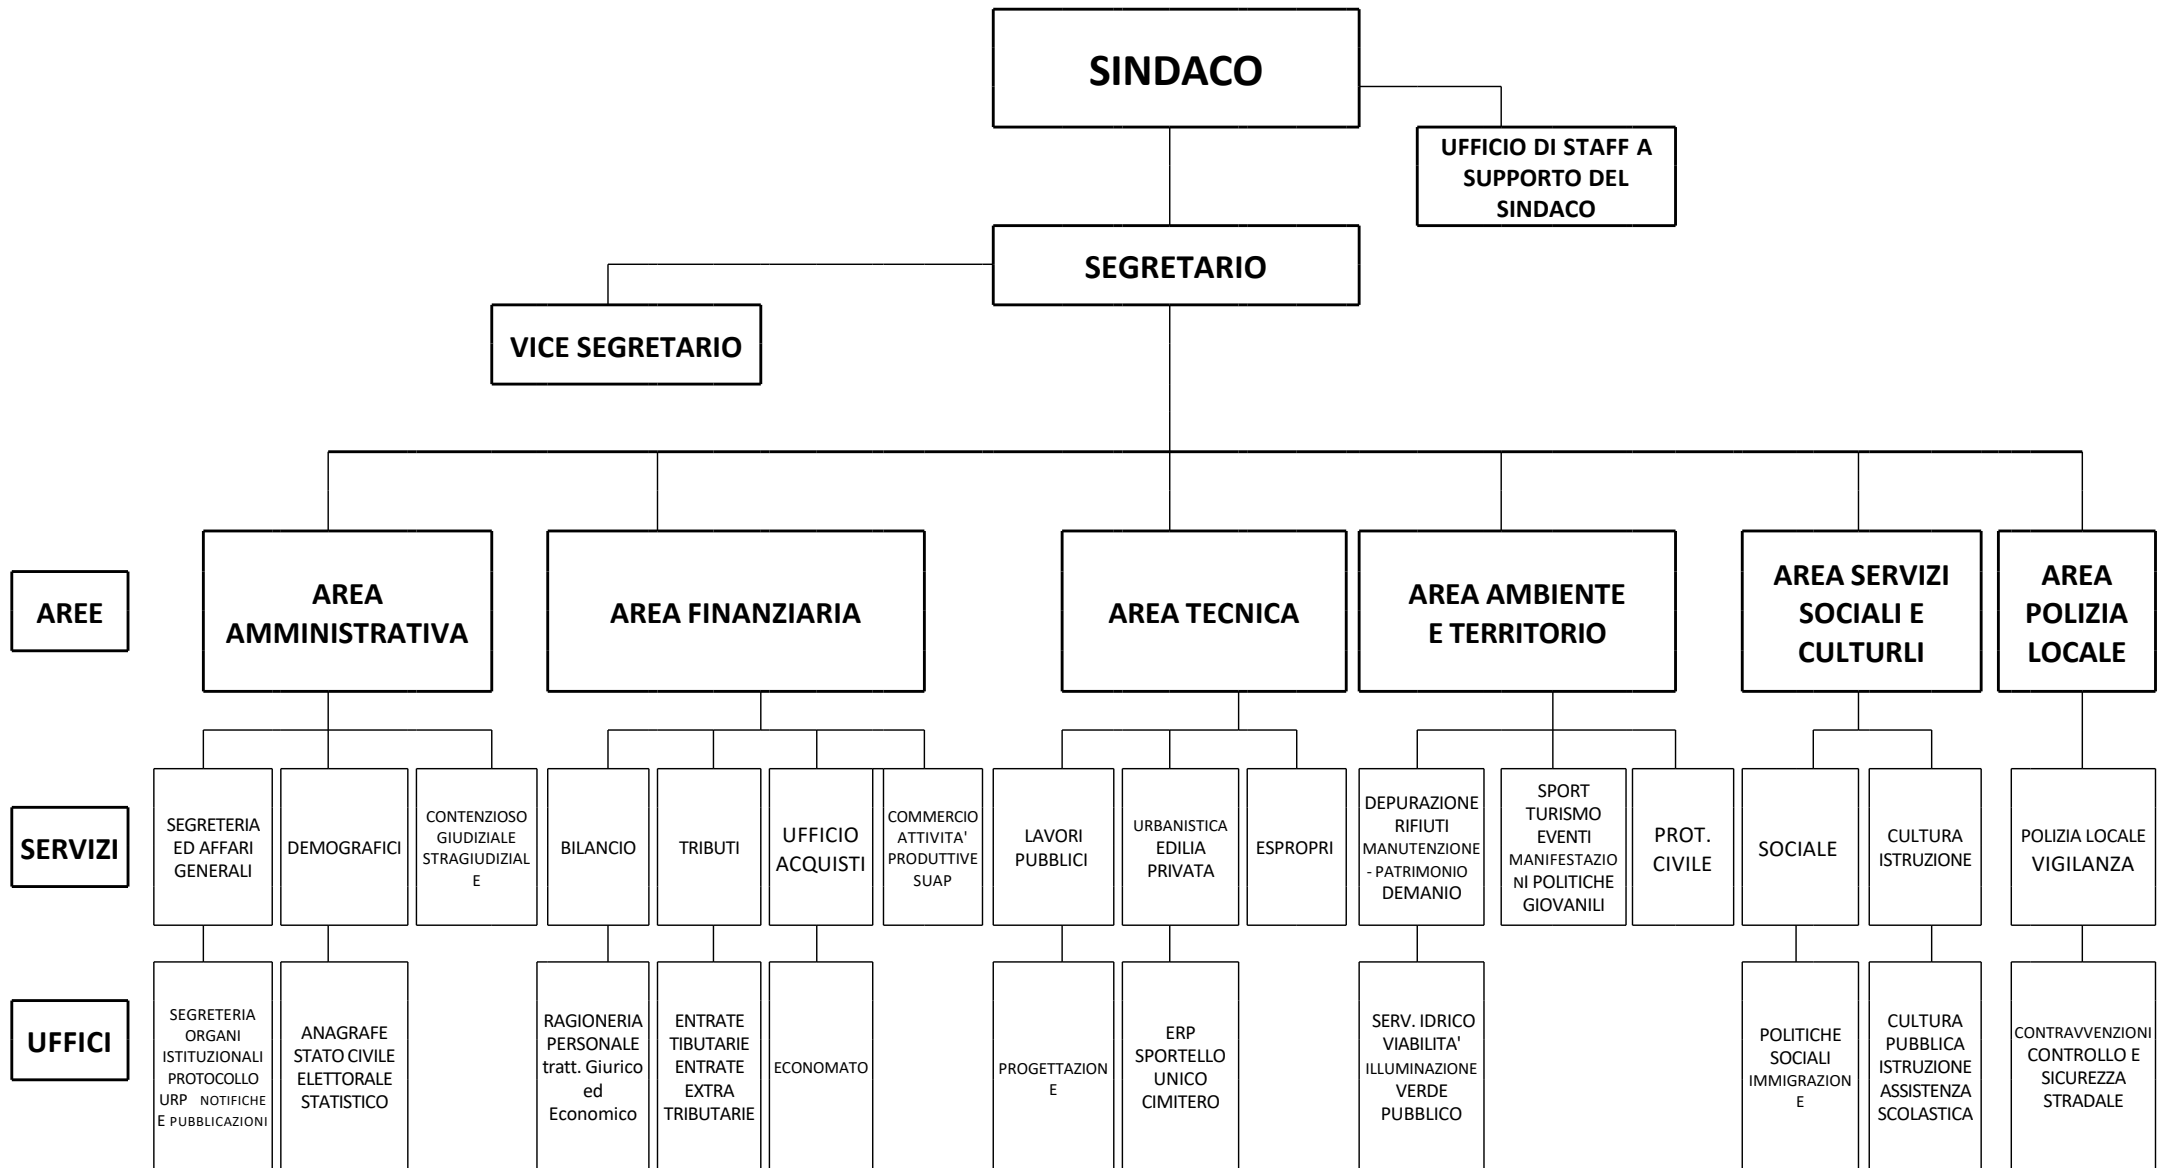 SINDACO
UFFICIO DI STAFF A
SUPPORTO DEL
SINDACO
SEGRETARIO
VICE SEGRETARIO
AREE
AREA
AMMINISTRATIVA
AREA FINANZIARIA
AREA TECNICA
AREA AMBIENTE
E TERRITORIO
AREA SERVIZI
SOCIALI E
CULTURLI
AREA
POLIZIA
LOCALE
SERVIZI
SEGRETERIA
ED AFFARI
GENERALI
DEMOGRAFICI
CONTENZIOSO
GIUDIZIALE
STRAGIUDIZIAL
E
BILANCIO
TRIBUTI
UFFICIO
ACQUISTI
COMMERCIO
ATTIVITA'
PRODUTTIVE
SUAP
LAVORI
PUBBLICI
URBANISTICA
EDILIA
PRIVATA
ESPROPRI
DEPURAZIONE
RIFIUTI
MANUTENZIONE
- PATRIMONIO
DEMANIO
SPORT
TURISMO
EVENTI
MANIFESTAZIO
NI POLITICHE
GIOVANILI
PROT.
CIVILE
SOCIALE
CULTURA
ISTRUZIONE
POLIZIA LOCALE
VIGILANZA
UFFICI
SEGRETERIA
ORGANI
ISTITUZIONALI
PROTOCOLLO
URP NOTIFICHE
E PUBBLICAZIONI
ANAGRAFE
STATO CIVILE
ELETTORALE
STATISTICO
RAGIONERIA
PERSONALE
tratt. Giurico
ed
Economico
ENTRATE
TIBUTARIE
ENTRATE
EXTRA
TRIBUTARIE
ECONOMATO
PROGETTAZION
E
ERP
SPORTELLO
UNICO
CIMITERO
SERV. IDRICO
VIABILITA'
ILLUMINAZIONE
VERDE
PUBBLICO
POLITICHE
SOCIALI
IMMIGRAZION
E
CULTURA
PUBBLICA
ISTRUZIONE
ASSISTENZA
SCOLASTICA
CONTRAVVENZIONI
CONTROLLO E
SICUREZZA
STRADALE